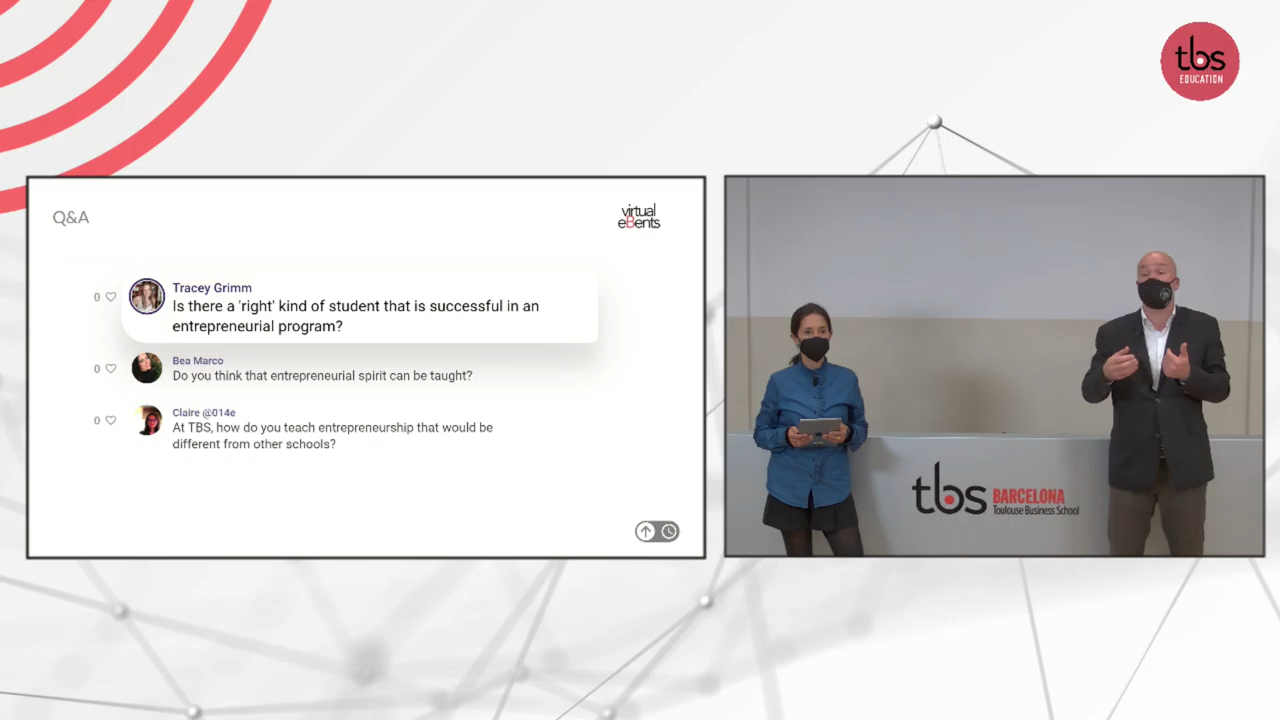 tbs
EDUCATION
Q&A
virtual
eBents
0
Tracey Grimm
Is there a 'right' kind of student that is successful in an
entrepreneurial program?
0
Bea Marco
Do you think that entrepreneurial spirit can be taught?
0
Claire @014e
At TBS, how do you teach entrepreneurship that would be
different from other schools?
tbs BARCELONA
Toulouse Business School